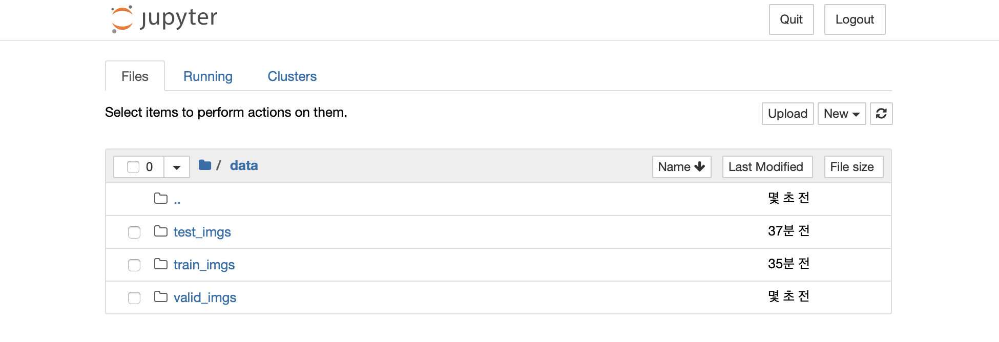 jupyter
Quit
Logout
Files
Running
Clusters
Select items to perform actions on them.
Upload
New
0
/ data
Name
Last Modified
File size
..
몇 초 전
test_imgs
37분 전
train_imgs
35분 전
valid_imgs
몇 초 전